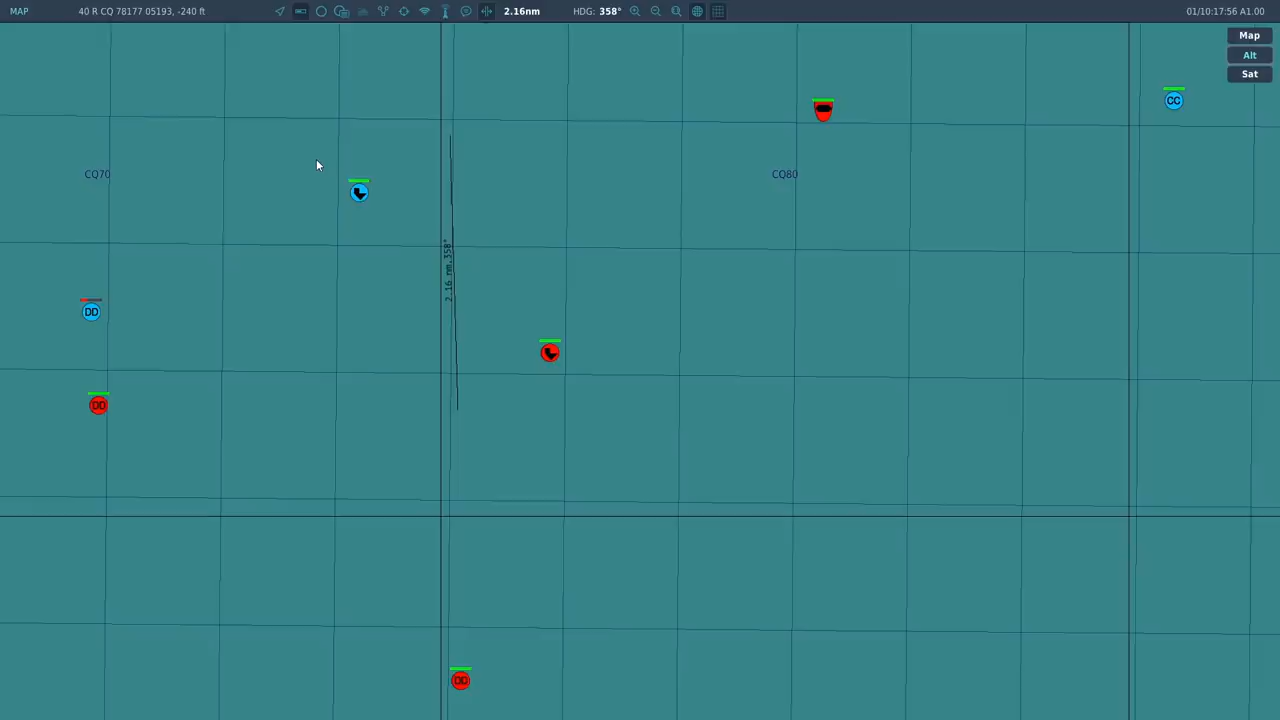 MAP
40 R CQ 78177 05193, -240 ft
2.16nm
HDG: 358°
01/10:17:56 A1.00
Map
Alt
Sat
CC
CQ70
CQ80
2.16 nm.358°
DD
DD
DD